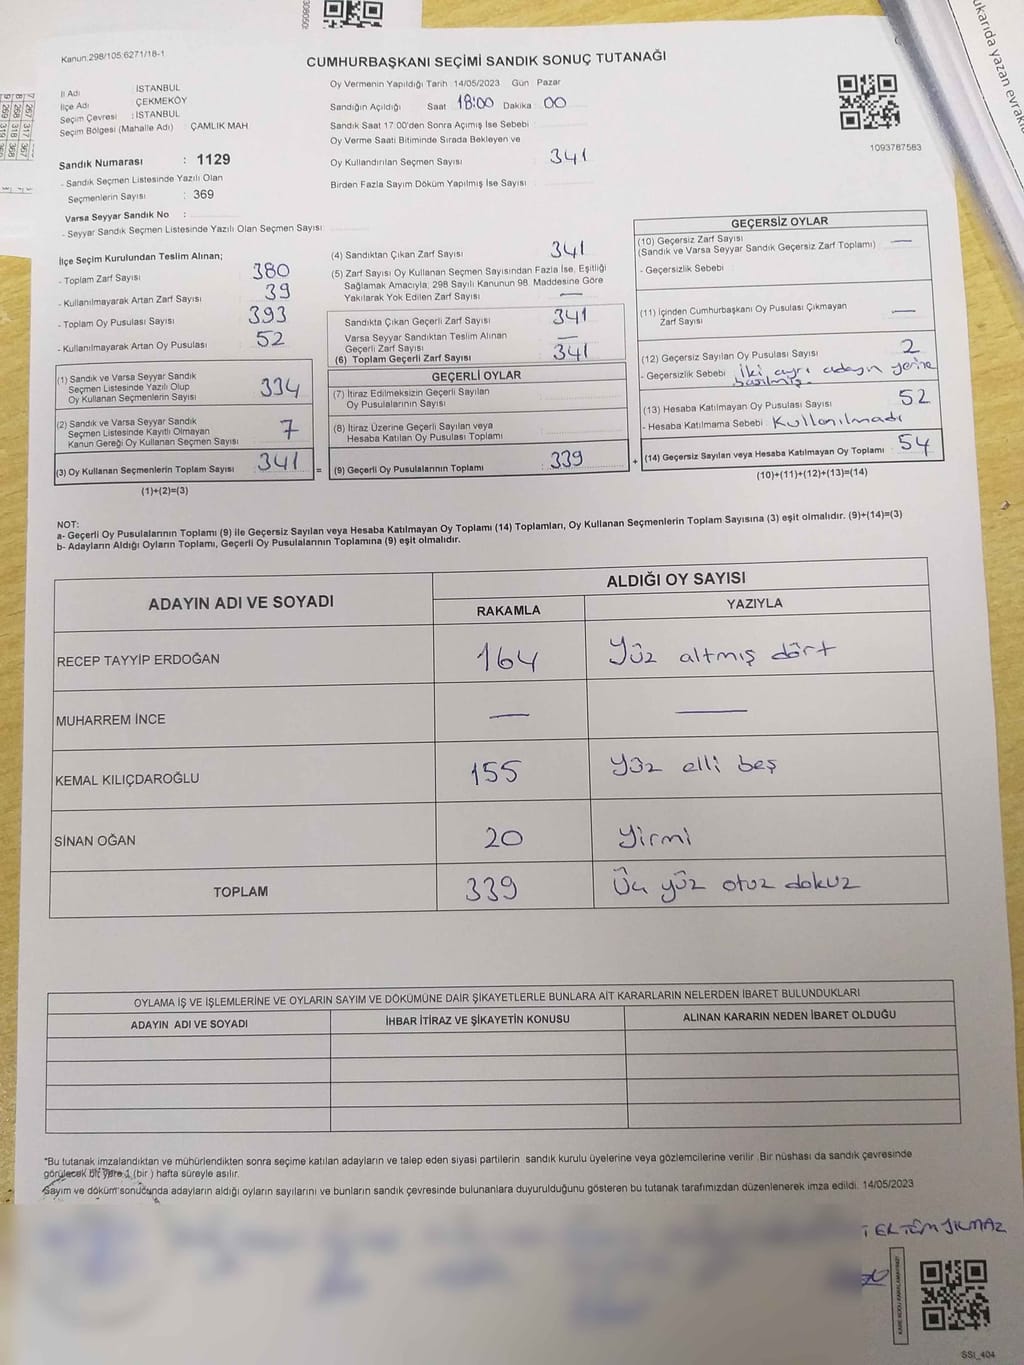 Kanun:298/105:6271/18-1
CUMHURBAŞKANI SEÇİMİ SANDIK SONUÇ TUTANAĞI
İl Adı : İSTANBUL
İlçe Adı : ÇEKMEKÖY
Seçim Çevresi : İSTANBUL
Seçim Bölgesi (Mahalle Adı) : ÇAMLIK MAH
Sandık Numarası : 1129
- Sandık Seçmen Listesinde Yazılı Olan
Seçmenlerin Sayısı : 369
Varsa Seyyar Sandık No :
- Seyyar Sandık Seçmen Listesinde Yazılı Olan Seçmen Sayısı :
Oy Vermenin Yapıldığı Tarih 14/05/2023 Gün Pazar
Sandığın Açıldığı Saat 18:00 Dakika 00
Sandık Saat 17:00'den Sonra Açımış İse Sebebi
Oy Verme Saati Bitiminde Sırada Bekleyen ve
Oy Kullandırılan Seçmen Sayısı 341
Birden Fazla Sayım Döküm Yapılmış İse Sayısı
1093787583
İlçe Seçim Kurulundan Teslim Alınan;
- Toplam Zarf Sayısı 380
- Kullanılmayarak Artan Zarf Sayısı 39
- Toplam Oy Pusulası Sayısı 393
- Kullanılmayarak Artan Oy Pusulası 52
(1) Sandık ve Varsa Seyyar Sandık
Seçmen Listesinde Yazılı Olup
Oy Kullanan Seçmenlerin Sayısı 334
(2) Sandık ve Varsa Seyyar Sandık
Seçmen Listesinde Kayıtlı Olmayan
Kanun Gereği Oy Kullanan Seçmen Sayısı 7
(3) Oy Kullanan Seçmenlerin Toplam Sayısı 341 =
(1)+(2)=(3)
(4) Sandıktan Çıkan Zarf Sayısı 341
(5) Zarf Sayısı Oy Kullanan Seçmen Sayısından Fazla İse, Eşitliği
Sağlamak Amacıyla; 298 Sayılı Kanunun 98. Maddesine Göre
Yakılarak Yok Edilen Zarf Sayısı —
Sandıkta Çıkan Geçerli Zarf Sayısı 341
Varsa Seyyar Sandıktan Teslim Alınan
Geçerli Zarf Sayısı —
(6) Toplam Geçerli Zarf Sayısı 341
GEÇERLİ OYLAR
(7) İtiraz Edilmeksizin Geçerli Sayılan
Oy Pusulalarının Sayısı
(8) İtiraz Üzerine Geçerli Sayılan veya
Hesaba Katılan Oy Pusulası Toplamı
(9) Geçerli Oy Pusulalarının Toplamı : 339 +
GEÇERSİZ OYLAR
(10) Geçersiz Zarf Sayısı
(Sandık ve Varsa Seyyar Sandık Geçersiz Zarf Toplamı) —
- Geçersizlik Sebebi
(11) İçinden Cumhurbaşkanı Oy Pusulası Çıkmayan
Zarf Sayısı —
(12) Geçersiz Sayılan Oy Pusulası Sayısı 2
- Geçersizlik Sebebi İki ayrı adayın yerine
basılmış.
(13) Hesaba Katılmayan Oy Pusulası Sayısı 52
- Hesaba Katılmama Sebebi : Kullanılmadı
(14) Geçersiz Sayılan veya Hesaba Katılmayan Oy Toplamı 54
(10)+(11)+(12)+(13)=(14)
NOT:
a- Geçerli Oy Pusulalarının Toplamı (9) ile Geçersiz Sayılan veya Hesaba Katılmayan Oy Toplamı (14) Toplamları, Oy Kullanan Seçmenlerin Toplam Sayısına (3) eşit olmalıdır. (9)+(14)=(3)
b- Adayların Aldığı Oyların Toplamı, Geçerli Oy Pusulalarının Toplamına (9) eşit olmalıdır.
ADAYIN ADI VE SOYADI ALDIĞI OY SAYISI
RAKAMLA YAZIYLA
RECEP TAYYİP ERDOĞAN 164 Yüz altmış dört
MUHARREM İNCE — —
KEMAL KILIÇDAROĞLU 155 Yüz elli beş
SİNAN OĞAN 20 Yirmi
TOPLAM 339 Üç yüz otuz dokuz
OYLAMA İŞ VE İŞLEMLERİNE VE OYLARIN SAYIM VE DÖKÜMÜNE DAİR ŞİKAYETLERLE BUNLARA AİT KARARLARIN NELERDEN İBARET BULUNDUKLARI
ADAYIN ADI VE SOYADI İHBAR İTİRAZ VE ŞİKAYETİN KONUSU ALINAN KARARIN NEDEN İBARET OLDUĞU
*Bu tutanak imzalandıktan ve mühürlendikten sonra seçime katılan adayların ve talep eden siyasi partilerin sandık kurulu üyelerine veya gözlemcilerine verilir. Bir nüshası da sandık çevresinde
görülecek bir yere 1 (bir) hafta süreyle asılır.
Sayım ve döküm sonucunda adayların aldığı oyların sayılarını ve bunların sandık çevresinde bulunanlara duyurulduğunu gösteren bu tutanak tarafımızdan düzenlenerek imza edildi. 14/05/2023
SSI_404
ukarıda yazan evrakl